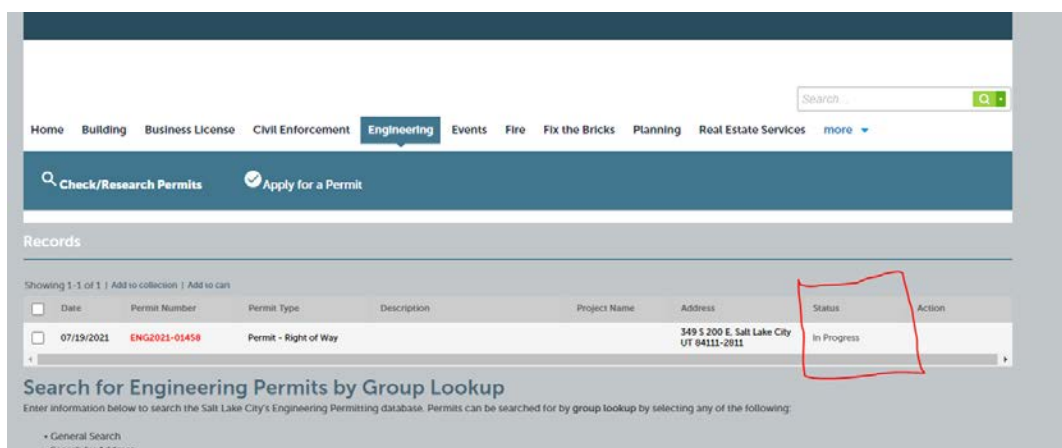 Search...
Home Building Business License Civil Enforcement Engineering Events Fire Fix the Bricks Planning Real Estate Services more
Check/Research Permits Apply for a Permit
Records
Showing 1-1 of 1 | Add to collection | Add to cart
Date Permit Number Permit Type Description Project Name Address Status Action
07/19/2021 ENG2021-01458 Permit - Right of Way 349 S 200 E, Salt Lake City In Progress
UT 84111-2811
Search for Engineering Permits by Group Lookup
Enter information below to search the Salt Lake City's Engineering Permitting database. Permits can be searched for by group lookup by selecting any of the following:
• General Search